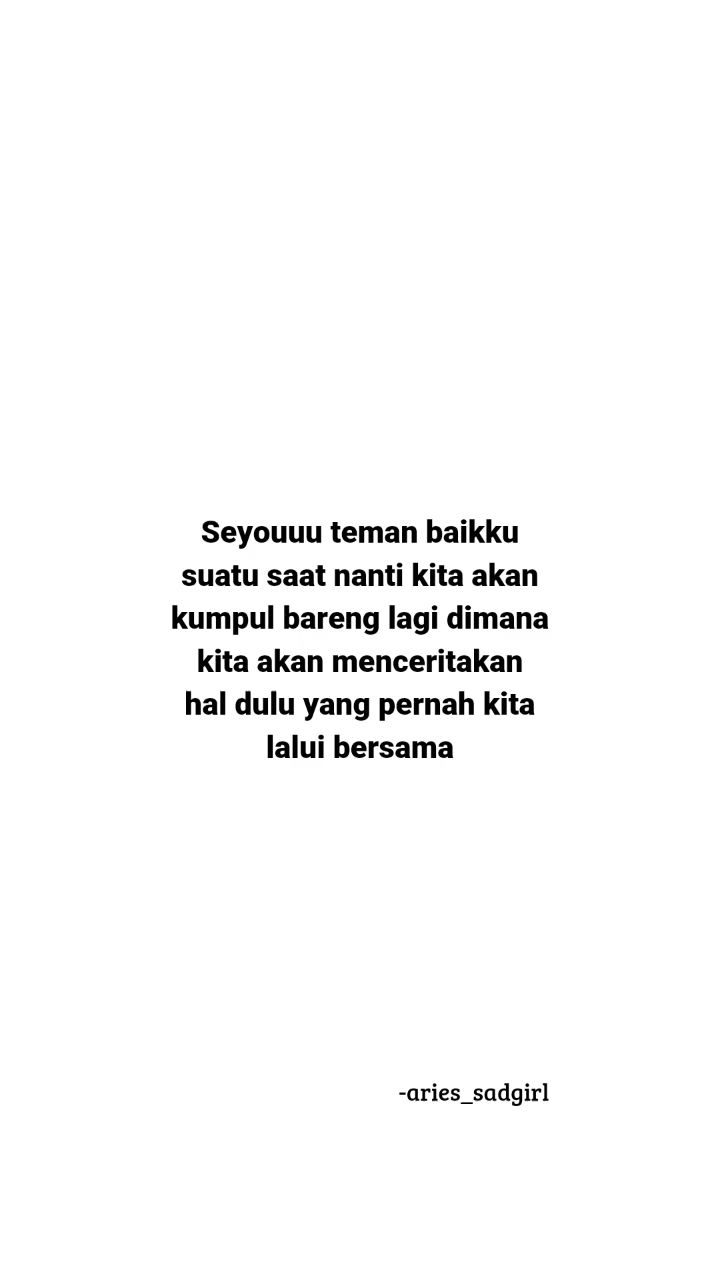 Seyouuu teman baikku
suatu saat nanti kita akan
kumpul bareng lagi dimana
kita akan menceritakan
hal dulu yang pernah kita
lalui bersama
-aries_sadgirl